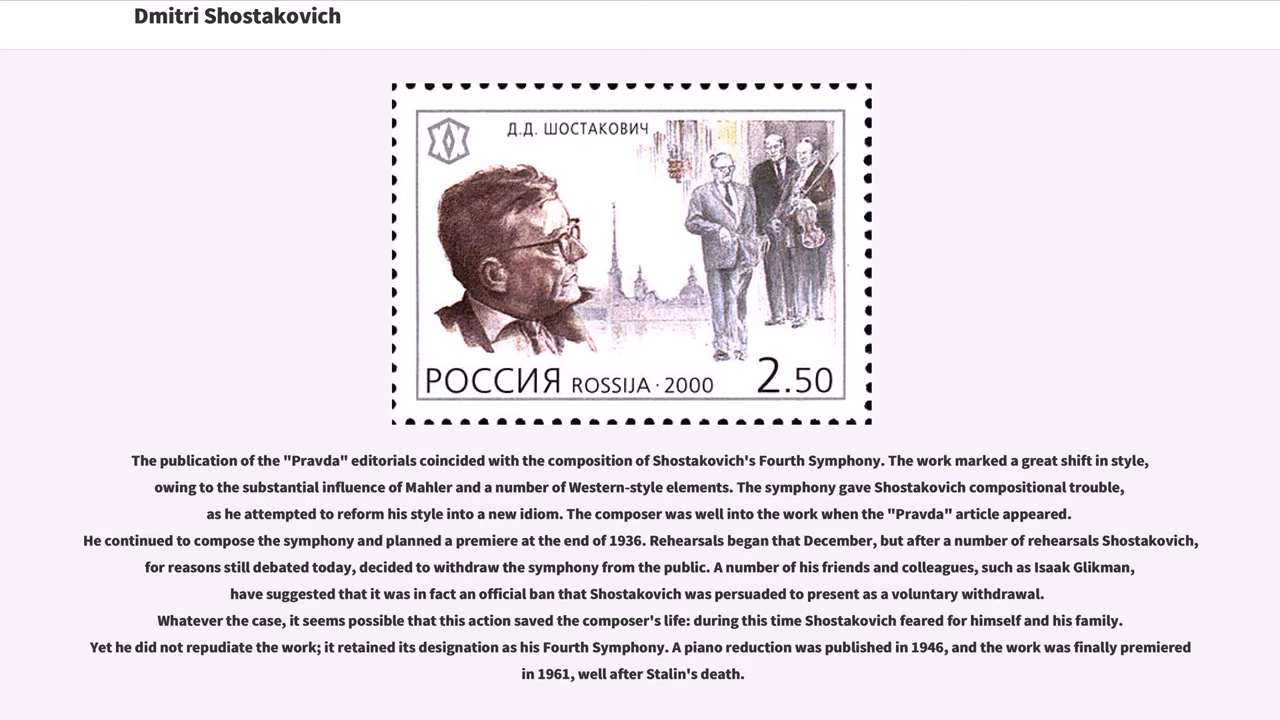 Dmitri Shostakovich
Д.Д. ШОСТАКОВИЧ
РОССИЯ ROSSIJA · 2000 2.50
The publication of the "Pravda" editorials coincided with the composition of Shostakovich's Fourth Symphony. The work marked a great shift in style,
owing to the substantial influence of Mahler and a number of Western-style elements. The symphony gave Shostakovich compositional trouble,
as he attempted to reform his style into a new idiom. The composer was well into the work when the "Pravda" article appeared.
He continued to compose the symphony and planned a premiere at the end of 1936. Rehearsals began that December, but after a number of rehearsals Shostakovich,
for reasons still debated today, decided to withdraw the symphony from the public. A number of his friends and colleagues, such as Isaak Glikman,
have suggested that it was in fact an official ban that Shostakovich was persuaded to present as a voluntary withdrawal.
Whatever the case, it seems possible that this action saved the composer's life: during this time Shostakovich feared for himself and his family.
Yet he did not repudiate the work; it retained its designation as his Fourth Symphony. A piano reduction was published in 1946, and the work was finally premiered
in 1961, well after Stalin's death.